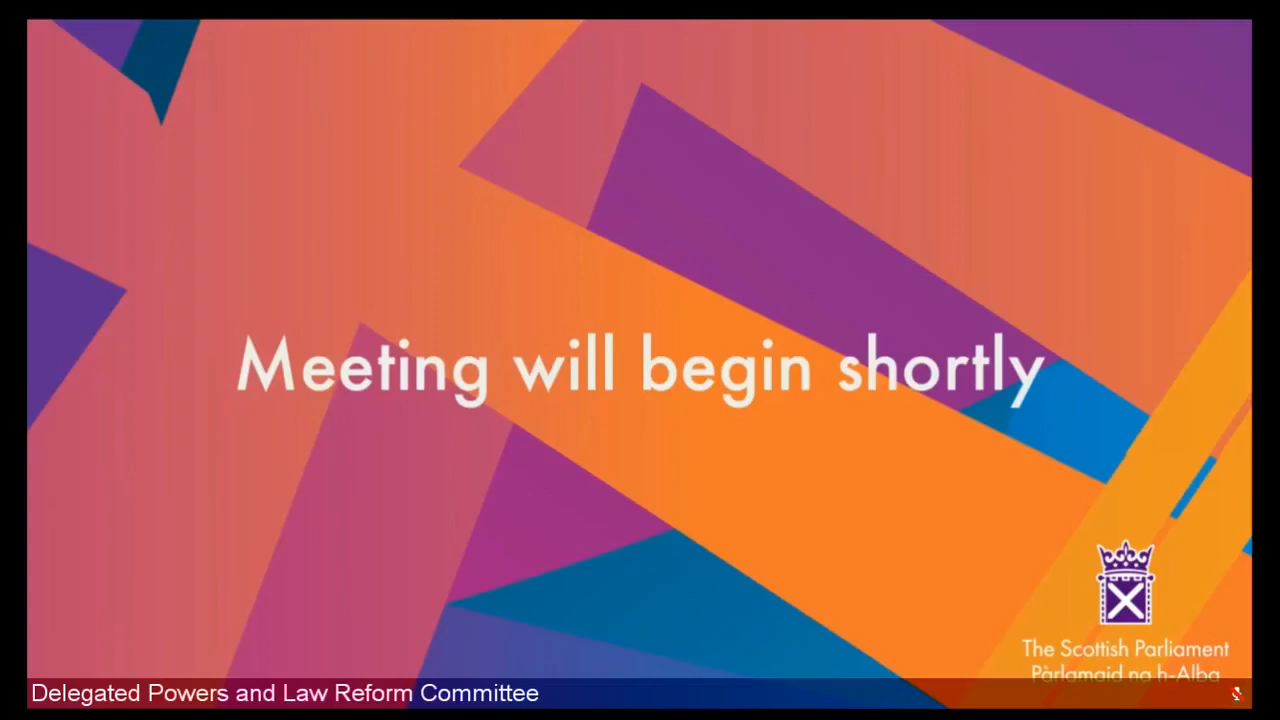 Meeting will begin shortly
The Scottish Parliament
Pàrlamaid na h-Alba
Delegated Powers and Law Reform Committee